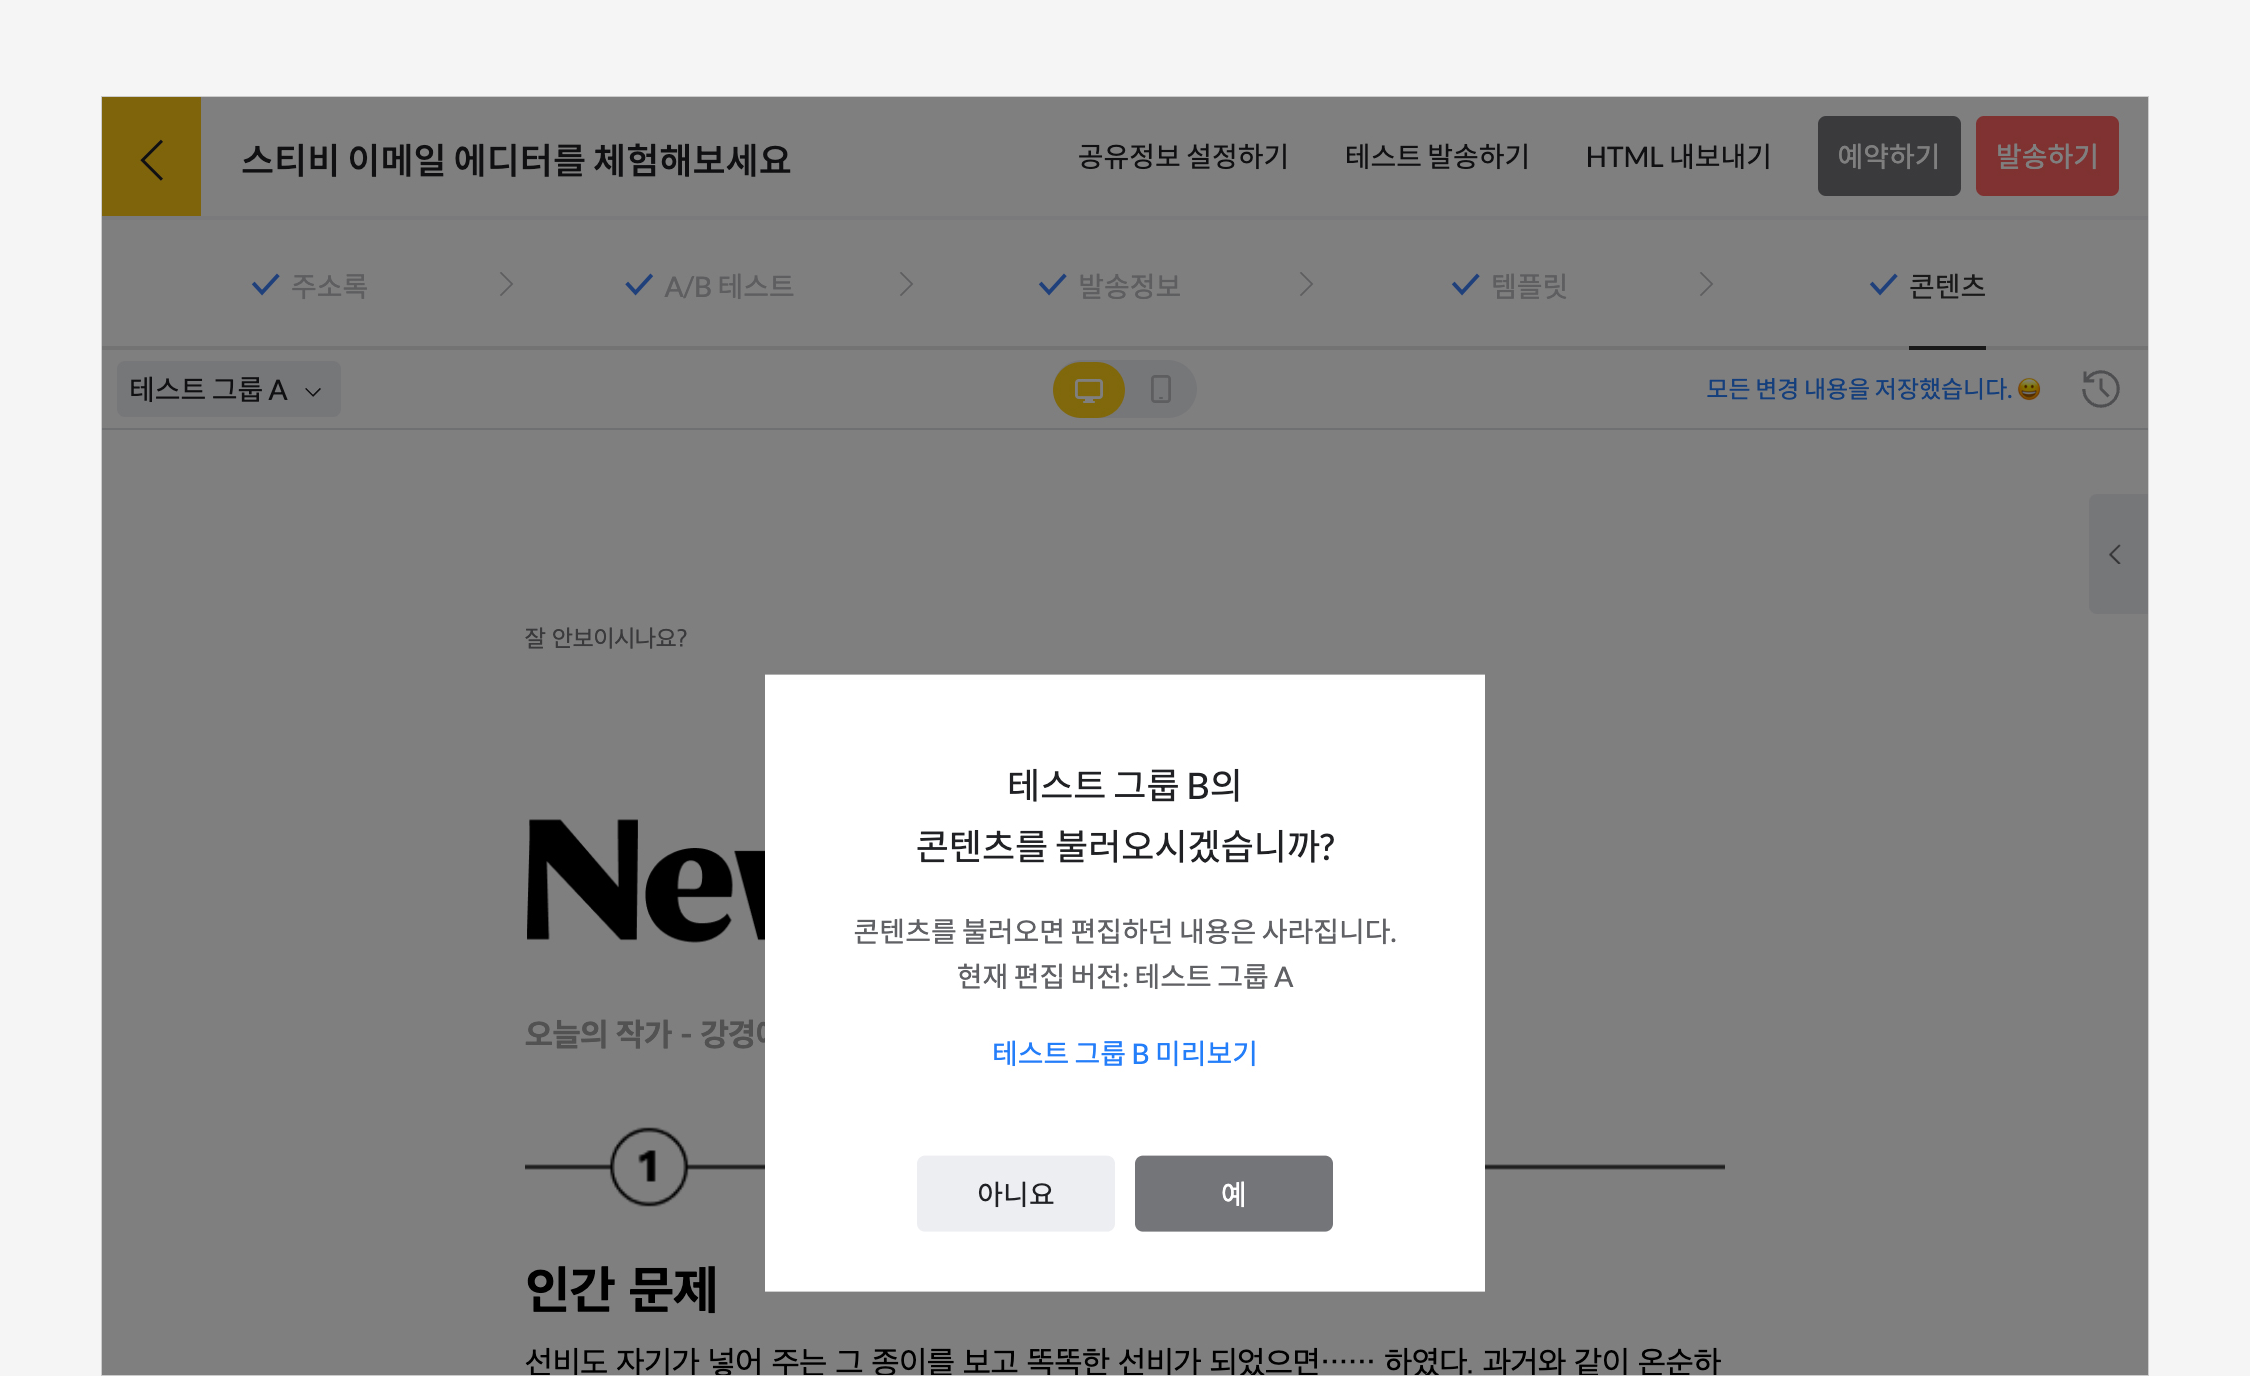 스티비 이메일 에디터를 체험해보세요
공유정보 설정하기
테스트 발송하기
HTML 내보내기
예약하기
발송하기
주소록
A/B 테스트
발송정보
템플릿
콘텐츠
테스트 그룹 A
모든 변경 내용을 저장했습니다. 😀
잘 안보이시나요?
테스트 그룹 B의
콘텐츠를 불러오시겠습니까?
콘텐츠를 불러오면 편집하던 내용은 사라집니다.
현재 편집 버전: 테스트 그룹 A
테스트 그룹 B 미리보기
아니요
예
오늘의 작가 - 강경
1
인간 문제
선비도 자기가 넣어 주는 그 종이를 보고 똑똑한 선비가 되었으면…… 하였다. 과거와 같이 온순하